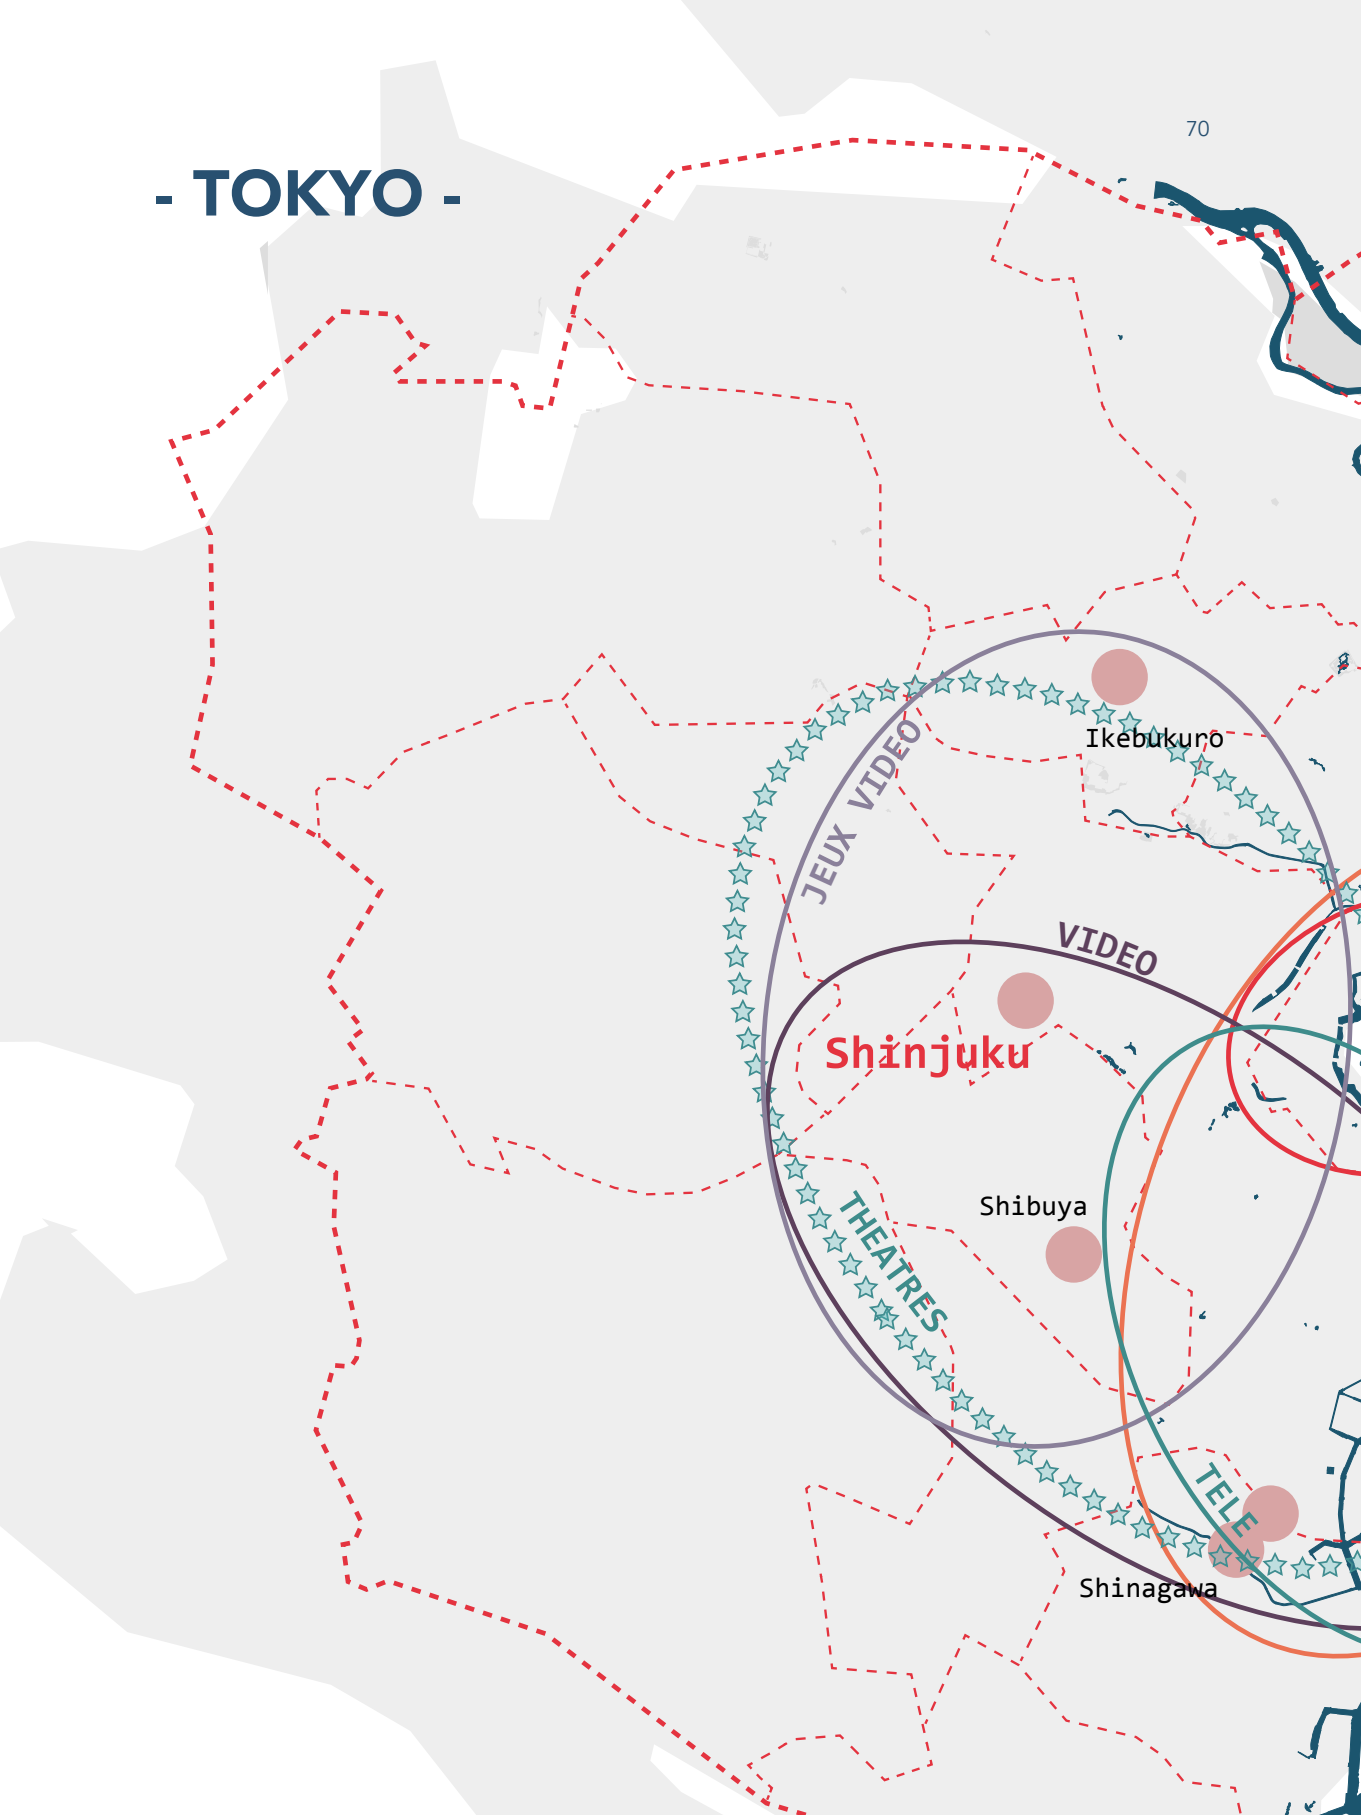 70
- TOKYO -
Ikebukuro
JEUX VIDEO
VIDEO
Shinjuku
Shibuya
THEATRES
TELE
Shinagawa